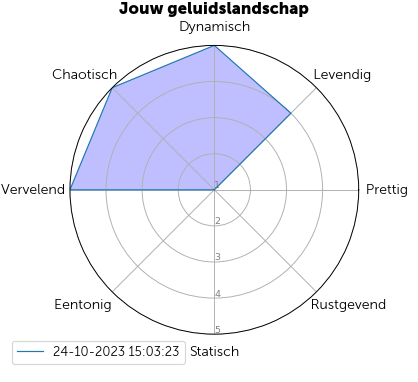 Jouw geluidslandschap
Dynamisch
Chaotisch
Levendig
Vervelend
1
Prettig
2
3
4
Eentonig
Rustgevend
5
24-10-2023 15:03:23
Statisch